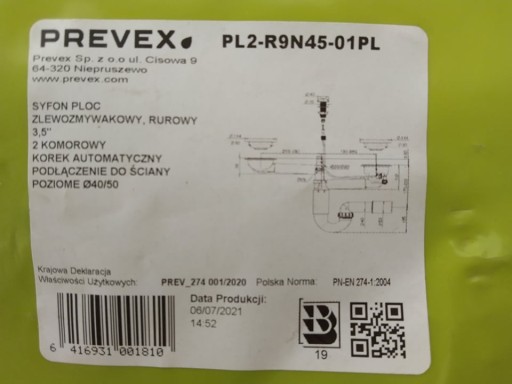 PREVEX
PL2-R9N45-01PL
Prevex Sp. z o.o ul. Cisowa 9
64-320 Niepruszewo
www.prevex.com
SYFON PLOC
ZLEWOZMYWAKOWY, RUROWY
3,5"
2 KOMOROWY
KOREK AUTOMATYCZNY
PODŁĄCZENIE DO ŚCIANY
POZIOME Ø40/50
Krajowa Deklaracja
Właściwości Użytkowych: PREV_274 001/2020 Polska Norma: PN-EN 274-1:2004
Data Produkcji:
06/07/2021
14:52
B
19
6 416931 001810